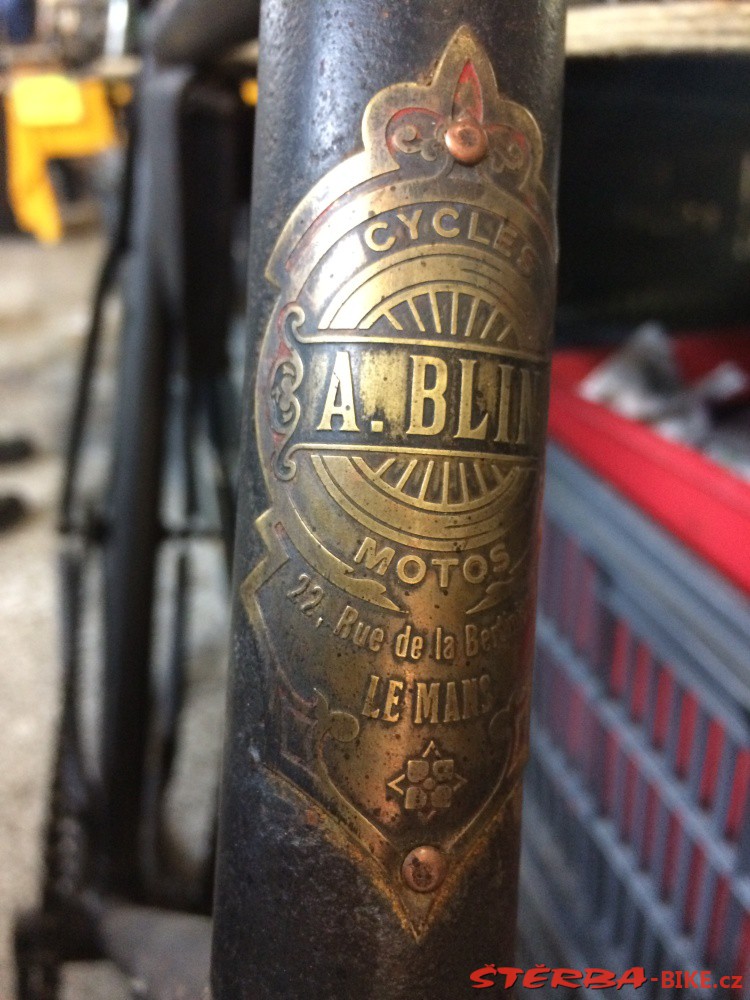 CYCLES
A. BLIN
MOTOS
22, Rue de la
LE MANS
ŠTĚRBA-BIKE.cz